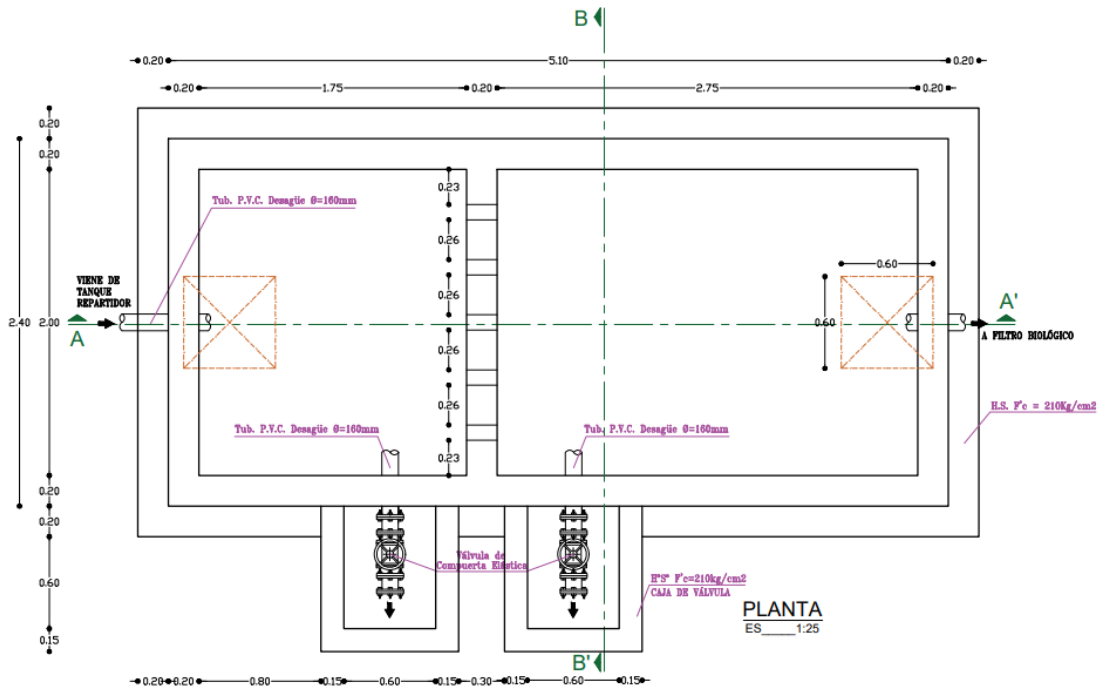 B
0.20 5.10 0.20
0.20 1.75 0.20 2.75 0.20
0.20
0.20
2.40
2.00
0.20
0.20
0.60
0.15
Tub. P.V.C. Desagüe Ø=160mm
0.23
0.26
0.26
0.26
0.26
0.23
VIENE DE
TANQUE
REPARTIDOR
A
0.60
0.60
A'
A FILTRO BIOLÓGICO
H.S. F'c = 210Kg/cm2
Tub. P.V.C. Desagüe Ø=160mm
Tub. P.V.C. Desagüe Ø=160mm
Válvula de
Compuerta Elástica
H°S° F'c=210kg/cm2
CAJA DE VÁLVULA
PLANTA
ES_____1:25
B'
0.20 0.20 0.80 0.15 0.60 0.15 0.30 0.15 0.60 0.15